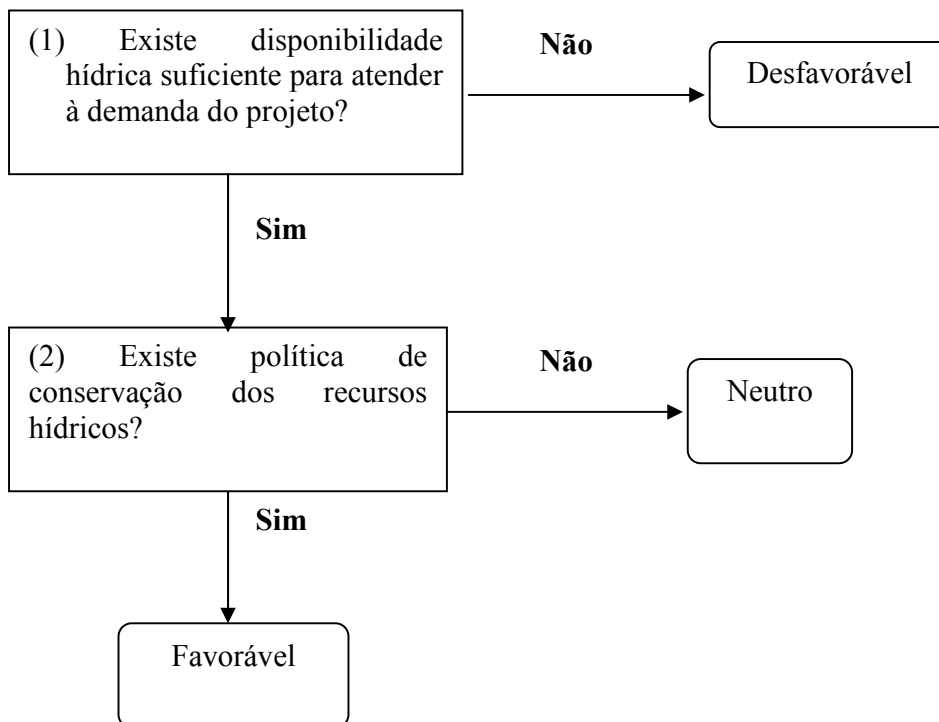 (1) Existe disponibilidade
hídrica suficiente para atender
à demanda do projeto?
Não
Desfavorável
Sim
(2) Existe política de
conservação dos recursos
hídricos?
Não
Neutro
Sim
Favorável